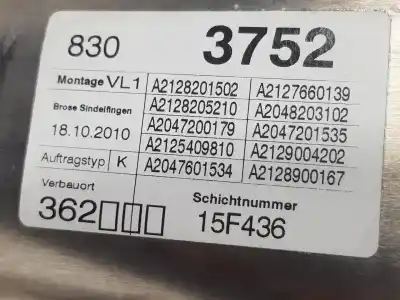 830 3752
Montage VL1 A2128201502 A2127660139
Brose Sindelfingen A2128205210 A2048203102
18.10.2010 A2047200179 A2047201535
A2125409810 A2129004202
Auftragstyp K A2047601534 A2128900167
Verbauort Schichtnummer
362□□□ 15F436